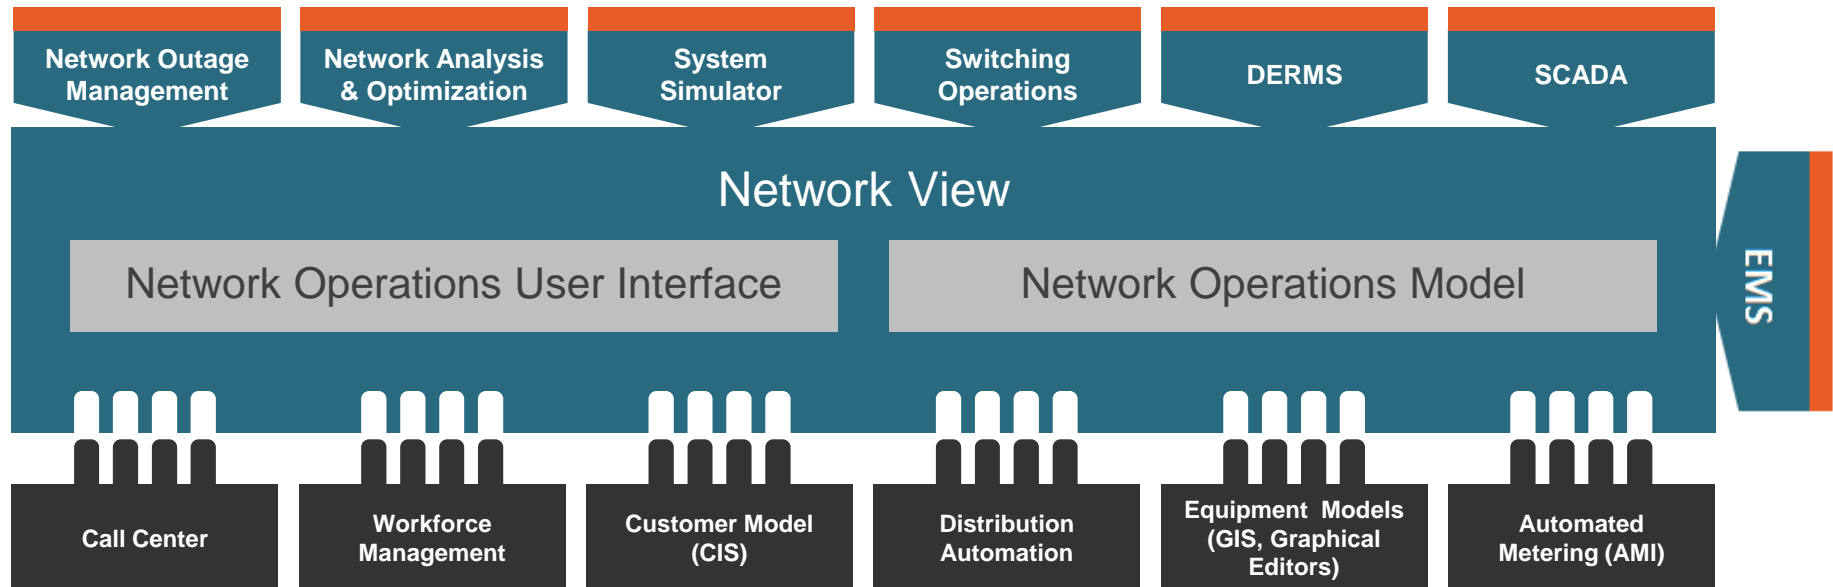 Network Outage
Management
Network Analysis
& Optimization
System
Simulator
Switching
Operations
DERMS
SCADA
Network View
Network Operations User Interface
Network Operations Model
EMS
Call Center
Workforce
Management
Customer Model
(CIS)
Distribution
Automation
Equipment Models
(GIS, Graphical
Editors)
Automated
Metering (AMI)